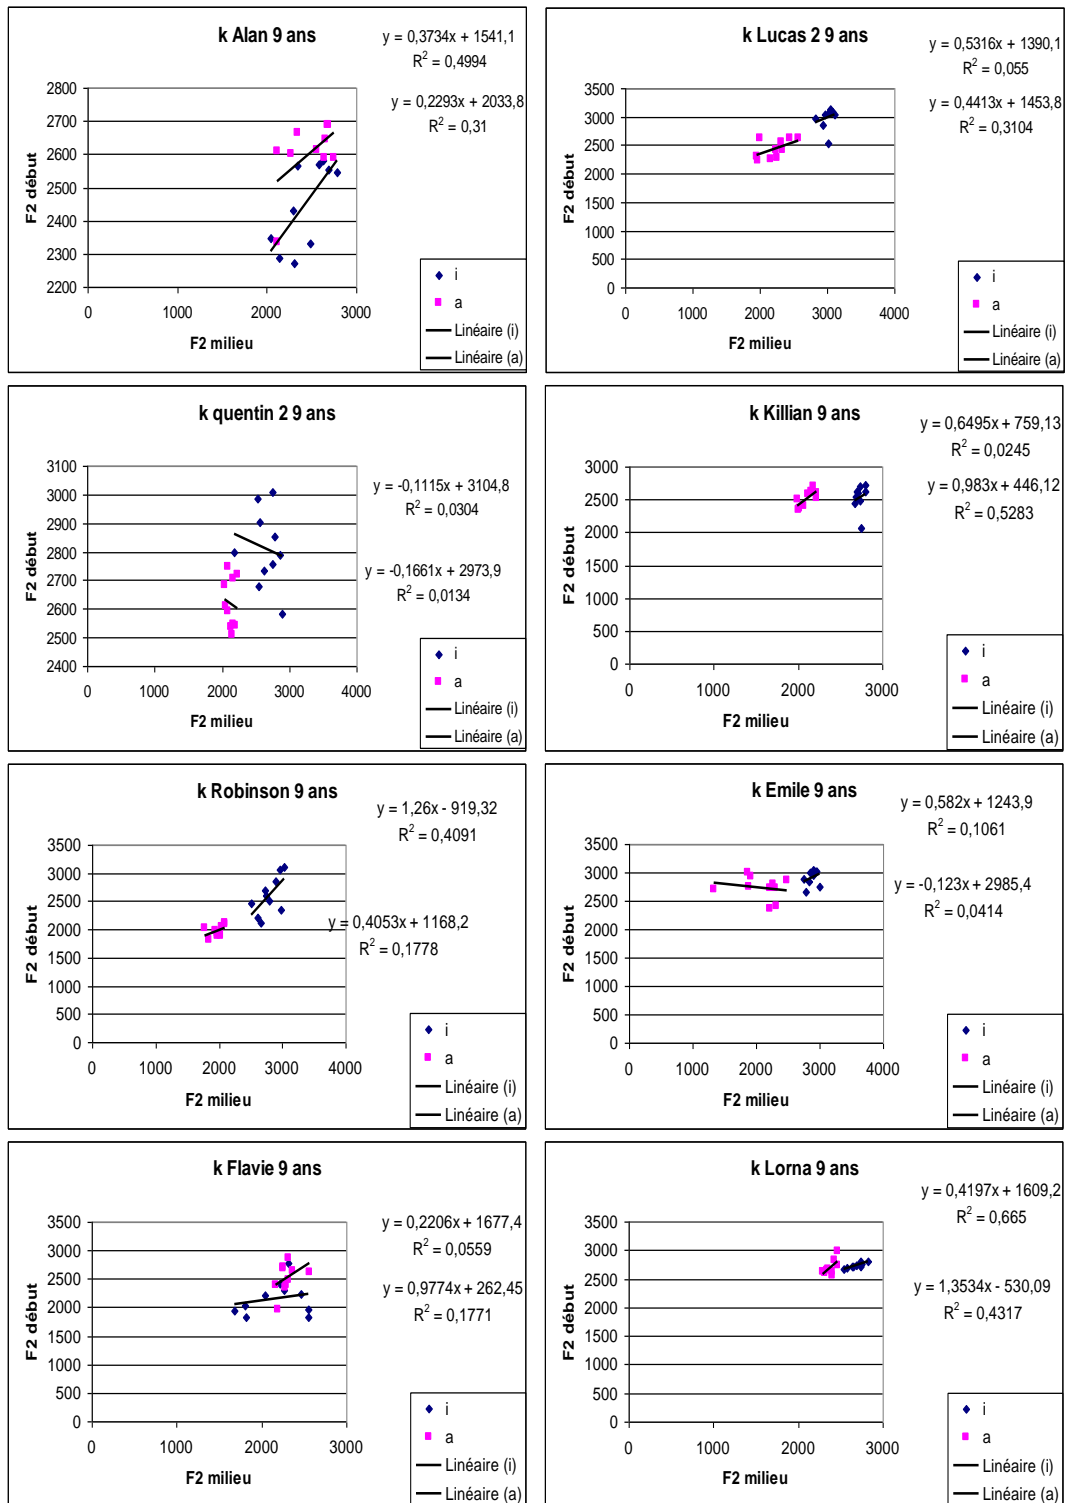 k Alan 9 ans
y = 0,3734x + 1541,1
R² = 0,4994
y = 0,2293x + 2033,8
R² = 0,31
F2 début
2800
2700
2600
2500
2400
2300
2200
0 1000 2000 3000
F2 milieu
i
a
Linéaire (i)
Linéaire (a)
k Lucas 2 9 ans
y = 0,5316x + 1390,1
R² = 0,055
y = 0,4413x + 1453,8
R² = 0,3104
F2 début
3500
3000
2500
2000
1500
1000
500
0
0 1000 2000 3000 4000
F2 milieu
i
a
Linéaire (i)
Linéaire (a)
k quentin 2 9 ans
y = -0,1115x + 3104,8
R² = 0,0304
y = -0,1661x + 2973,9
R² = 0,0134
F2 début
3100
3000
2900
2800
2700
2600
2500
2400
0 1000 2000 3000 4000
F2 milieu
i
a
Linéaire (i)
Linéaire (a)
k Killian 9 ans
y = 0,6495x + 759,13
R² = 0,0245
y = 0,983x + 446,12
R² = 0,5283
F2 début
3000
2500
2000
1500
1000
500
0
0 1000 2000 3000
F2 milieu
i
a
Linéaire (i)
Linéaire (a)
k Robinson 9 ans
y = 1,26x - 919,32
R² = 0,4091
y = 0,4053x + 1168,2
R² = 0,1778
F2 début
3500
3000
2500
2000
1500
1000
500
0
0 1000 2000 3000 4000
F2 milieu
i
a
Linéaire (i)
Linéaire (a)
k Emile 9 ans
y = 0,582x + 1243,9
R² = 0,1061
y = -0,123x + 2985,4
R² = 0,0414
F2 début
3500
3000
2500
2000
1500
1000
500
0
0 1000 2000 3000 4000
F2 milieu
i
a
Linéaire (i)
Linéaire (a)
k Flavie 9 ans
y = 0,2206x + 1677,4
R² = 0,0559
y = 0,9774x + 262,45
R² = 0,1771
F2 début
3500
3000
2500
2000
1500
1000
500
0
0 1000 2000 3000
F2 milieu
i
a
Linéaire (i)
Linéaire (a)
k Lorna 9 ans
y = 0,4197x + 1609,2
R² = 0,665
y = 1,3534x - 530,09
R² = 0,4317
F2 début
3500
3000
2500
2000
1500
1000
500
0
0 1000 2000 3000
F2 milieu
i
a
Linéaire (i)
Linéaire (a)